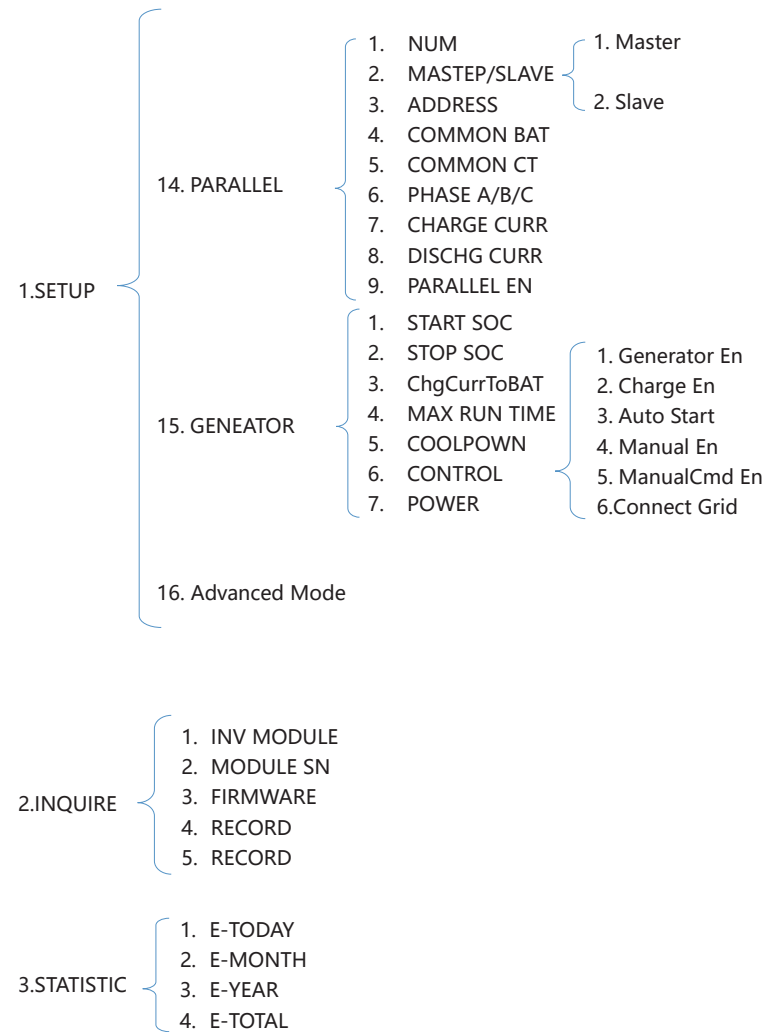 1.SETUP
14. PARALLEL
1. NUM
2. MASTEP/SLAVE
1. Master
2. Slave
3. ADDRESS
4. COMMON BAT
5. COMMON CT
6. PHASE A/B/C
7. CHARGE CURR
8. DISCHG CURR
9. PARALLEL EN
15. GENEATOR
1. START SOC
2. STOP SOC
3. ChgCurrToBAT
4. MAX RUN TIME
5. COOLPOWN
6. CONTROL
1. Generator En
2. Charge En
3. Auto Start
4. Manual En
5. ManualCmd En
6.Connect Grid
7. POWER
16. Advanced Mode
2.INQUIRE
1. INV MODULE
2. MODULE SN
3. FIRMWARE
4. RECORD
5. RECORD
3.STATISTIC
1. E-TODAY
2. E-MONTH
3. E-YEAR
4. E-TOTAL